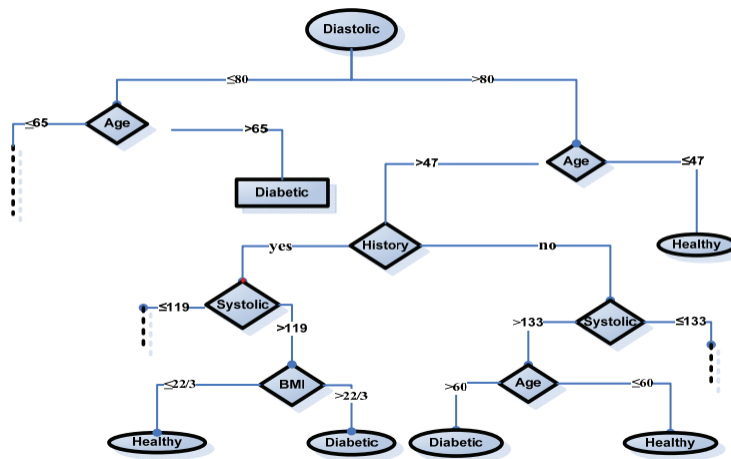 Diastolic
≤80
>80
≤65
Age
>65
>47
Age
≤47
Diabetic
yes
History
no
Healthy
≤119
Systolic
>119
>133
Systolic
≤133
≤22/3
BMI
>22/3
>60
Age
≤60
Healthy
Diabetic
Diabetic
Healthy